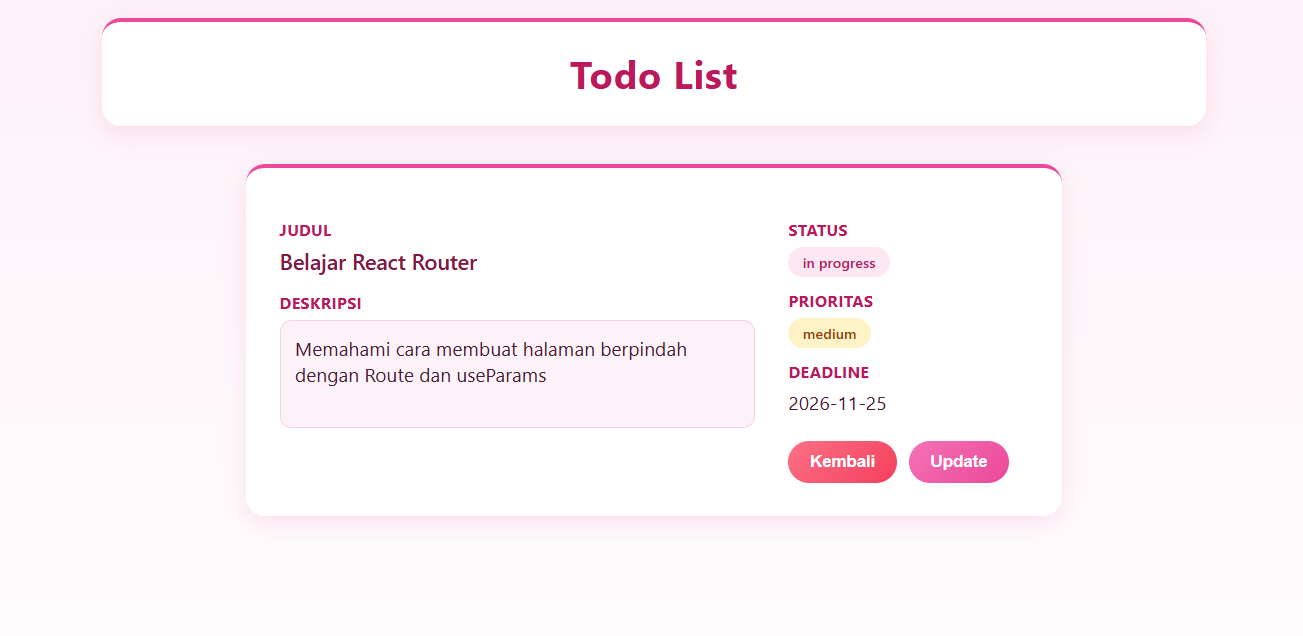 Todo List
JUDUL
Belajar React Router
DESKRIPSI
Memahami cara membuat halaman berpindah
dengan Route dan useParams
STATUS
in progress
PRIORITAS
medium
DEADLINE
2026-11-25
Kembali
Update